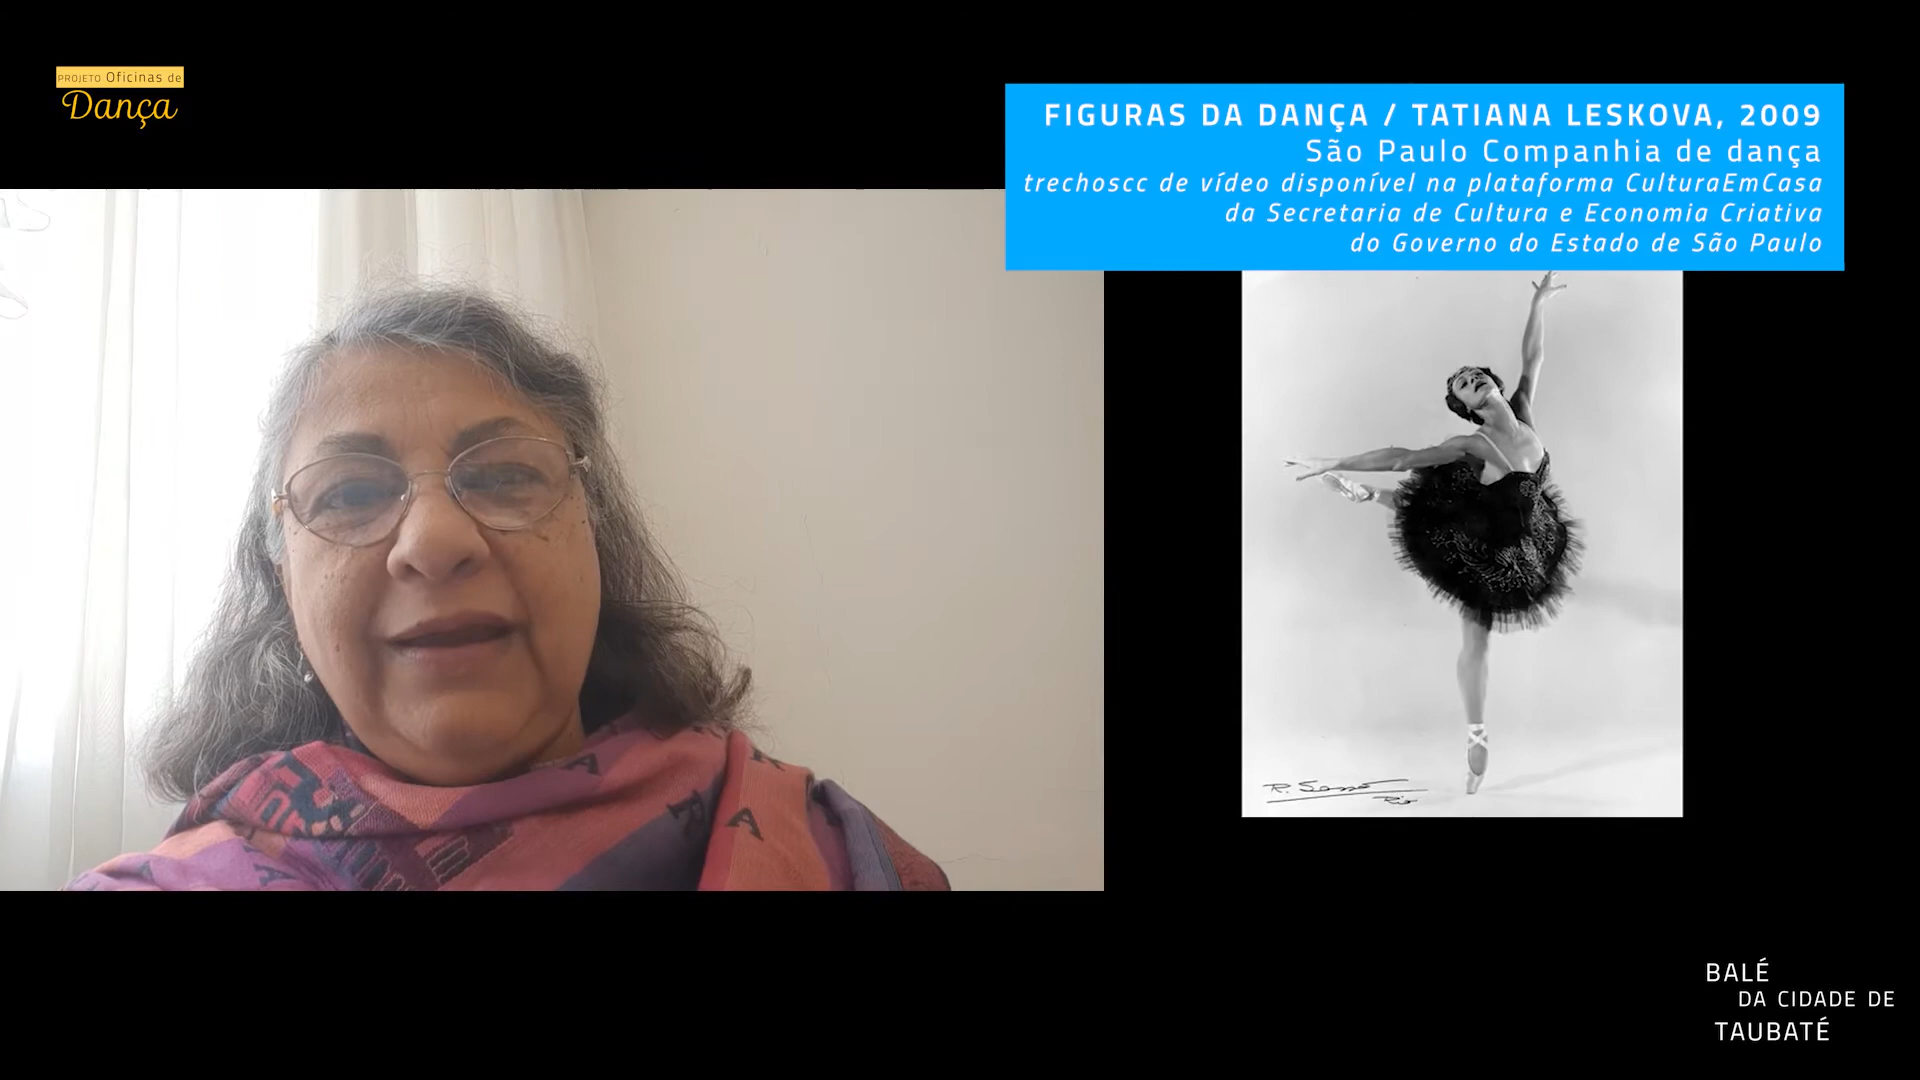 PROJETO Oficinas de
Dança
FIGURAS DA DANÇA / TATIANA LESKOVA, 2009
São Paulo Companhia de dança
trechoscc de vídeo disponível na plataforma CulturaEmCasa
da Secretaria de Cultura e Economia Criativa
do Governo do Estado de São Paulo
R.
Rio
A
R
A
K
A
BALÉ
DA CIDADE DE
TAUBATÉ